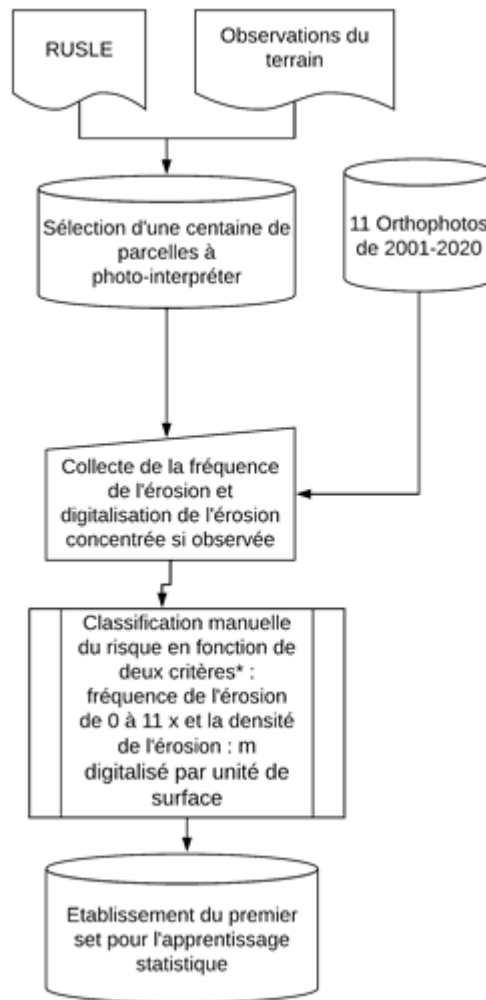 RUSLE
Observations du
terrain
Sélection d'une centaine de
parcelles à
photo-interpréter
11 Orthophotos
de 2001-2020
Collecte de la fréquence
de l'érosion et
digitalisation de l'érosion
concentrée si observée
Classification manuelle
du risque en fonction de
deux critères* :
fréquence de l'érosion
de 0 à 11 x et la densité
de l'érosion : m
digitalisé par unité de
surface
Etablissement du premier
set pour l'apprentissage
statistique